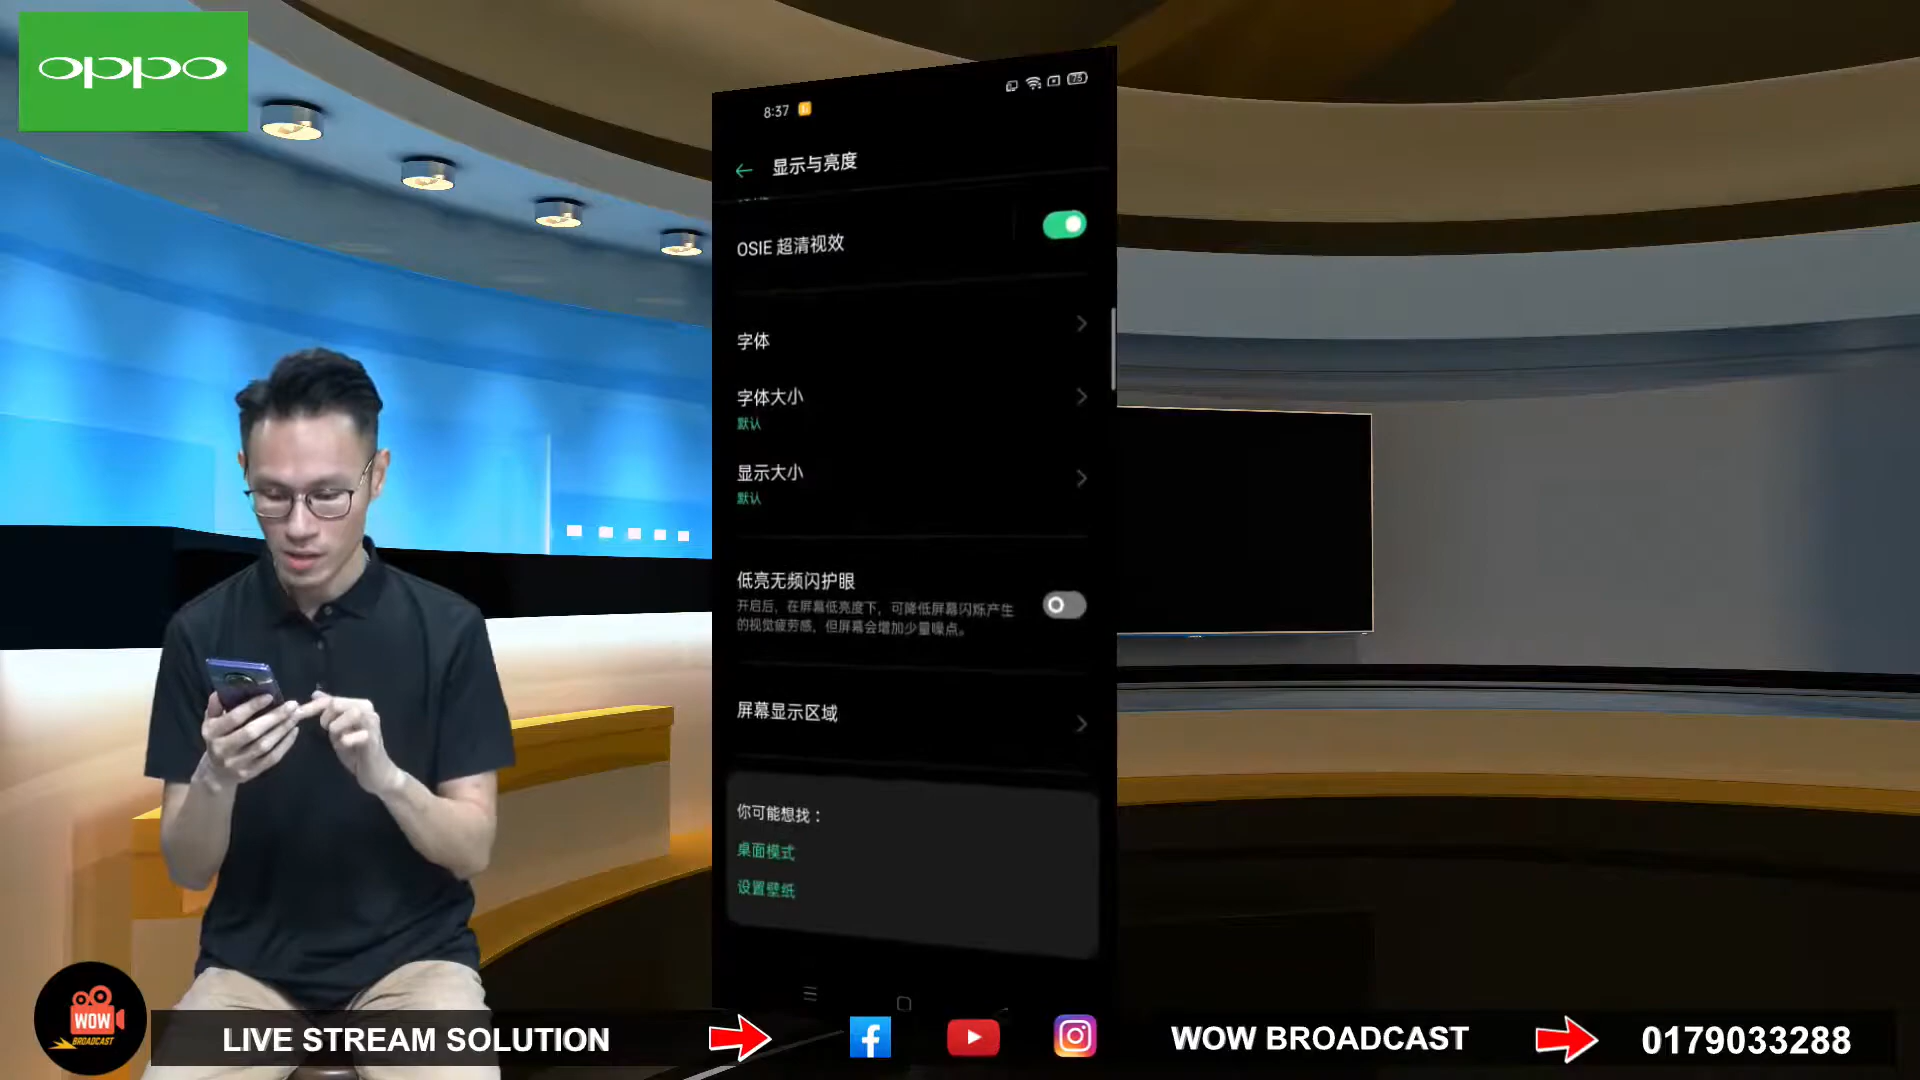 oppo
8:37
75
显示与亮度
OSIE 超清视效
字体
字体大小
默认
显示大小
默认
低亮无频闪护眼
开启后，在屏幕低亮度下，可降低屏幕闪烁产生
的视觉疲劳感，但屏幕会增加少量噪点。
屏幕显示区域
你可能想找：
桌面模式
设置壁纸
WOW
BROADCAST
LIVE STREAM SOLUTION
WOW BROADCAST
0179033288